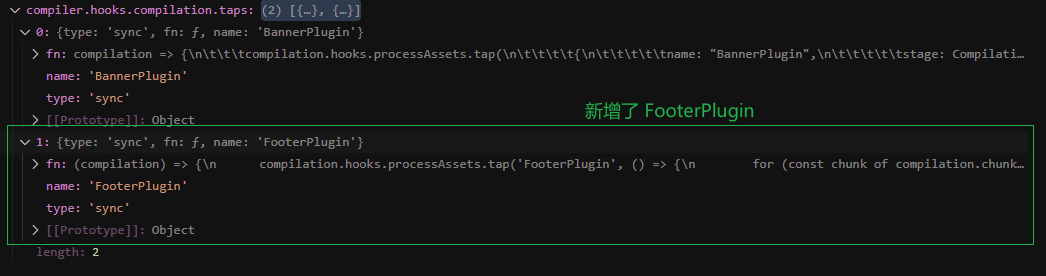 compiler.hooks.compilation.taps: (2) [{…}, {…}]
0: {type: 'sync', fn: ƒ, name: 'BannerPlugin'}
fn: compilation => {\n\t\t\tcompilation.hooks.processAssets.tap(\n\t\t\t\t{\n\t\t\t\t\tname: "BannerPlugin",\n\t\t\t\t\tstage: Compilati…
name: 'BannerPlugin'
type: 'sync'
[[Prototype]]: Object
新增了 FooterPlugin
1: {type: 'sync', fn: ƒ, name: 'FooterPlugin'}
fn: (compilation) => {\n      compilation.hooks.processAssets.tap('FooterPlugin', () => {\n        for (const chunk of compilation.chunk…
name: 'FooterPlugin'
type: 'sync'
[[Prototype]]: Object
length: 2